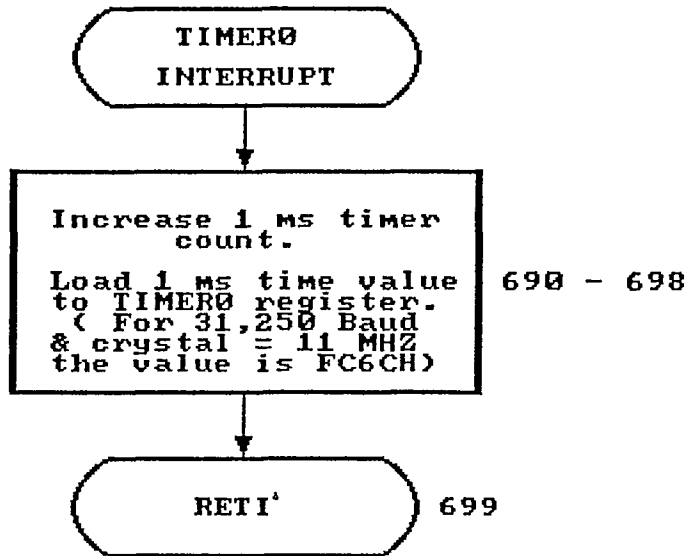 TIMER0
INTERRUPT
Increase 1 ms timer
count.
Load 1 ms time value
to TIMER0 register.
( For 31,250 Baud
& crystal = 11 MHZ
the value is FC6CH)
690 - 698
RETI
699